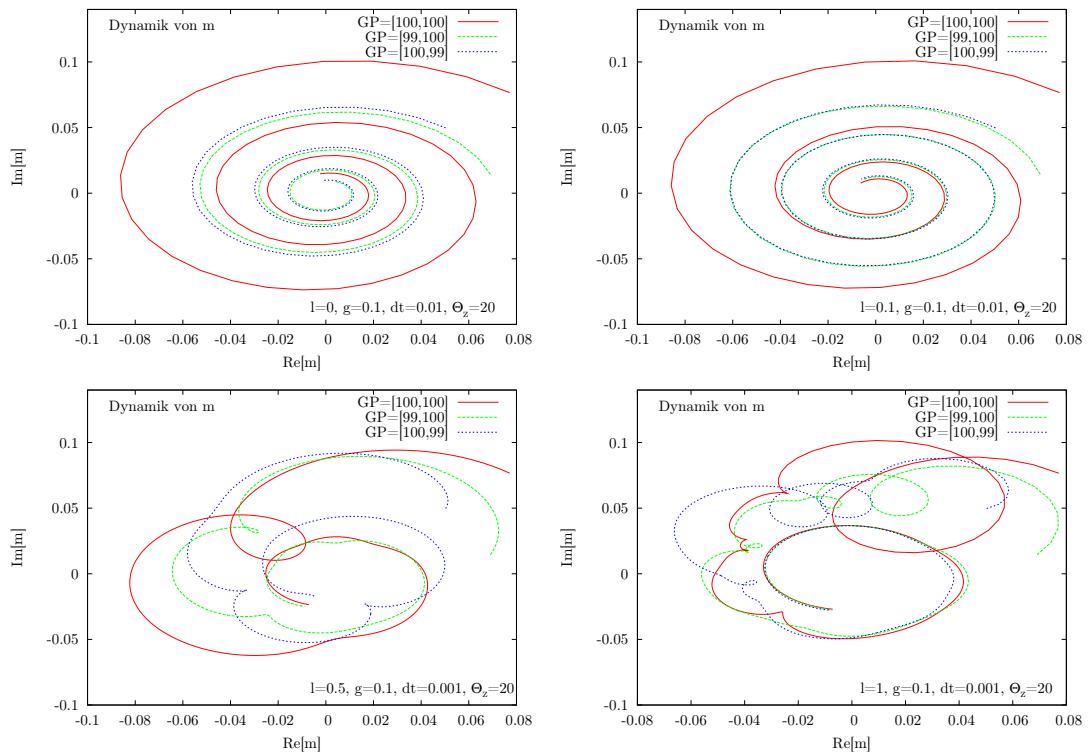 Dynamik von m
GP=[100,100]
GP=[99,100]
GP=[100,99]
0.1
0.05
0
-0.05
-0.1
Im[m]
l=0, g=0.1, dt=0.01, Θz=20
-0.1 -0.08 -0.06 -0.04 -0.02 0 0.02 0.04 0.06 0.08
Re[m]
Dynamik von m
GP=[100,100]
GP=[99,100]
GP=[100,99]
0.1
0.05
0
-0.05
-0.1
Im[m]
l=0.1, g=0.1, dt=0.01, Θz=20
-0.1 -0.08 -0.06 -0.04 -0.02 0 0.02 0.04 0.06 0.08
Re[m]
Dynamik von m
GP=[100,100]
GP=[99,100]
GP=[100,99]
0.1
0.05
0
-0.05
-0.1
Im[m]
l=0.5, g=0.1, dt=0.001, Θz=20
-0.1 -0.08 -0.06 -0.04 -0.02 0 0.02 0.04 0.06 0.08
Re[m]
Dynamik von m
GP=[100,100]
GP=[99,100]
GP=[100,99]
0.1
0.05
0
-0.05
-0.1
Im[m]
l=1, g=0.1, dt=0.001, Θz=20
-0.08 -0.06 -0.04 -0.02 0 0.02 0.04 0.06 0.08
Re[m]